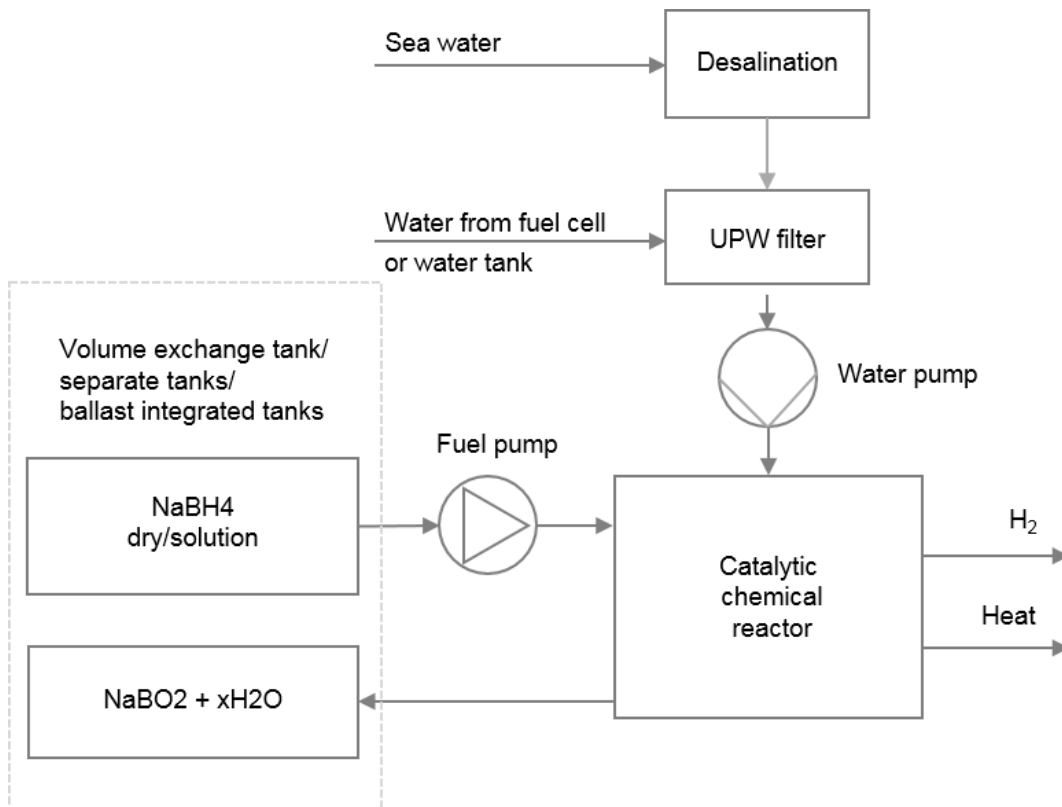 Sea water
Desalination
Water from fuel cell
or water tank
UPW filter
Volume exchange tank/
separate tanks/
ballast integrated tanks
Water pump
Fuel pump
NaBH4
dry/solution
Catalytic
chemical
reactor
H₂
Heat
NaBO2 + xH2O